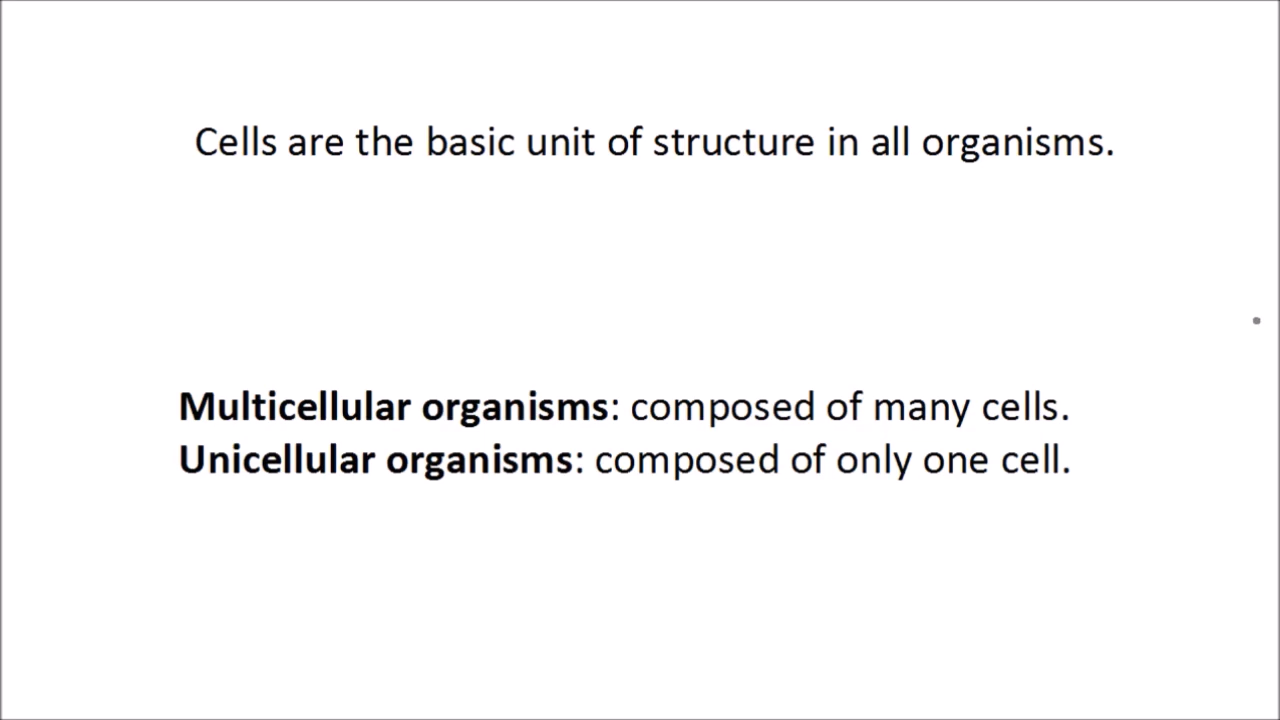 Cells are the basic unit of structure in all organisms.
Multicellular organisms: composed of many cells.
Unicellular organisms: composed of only one cell.